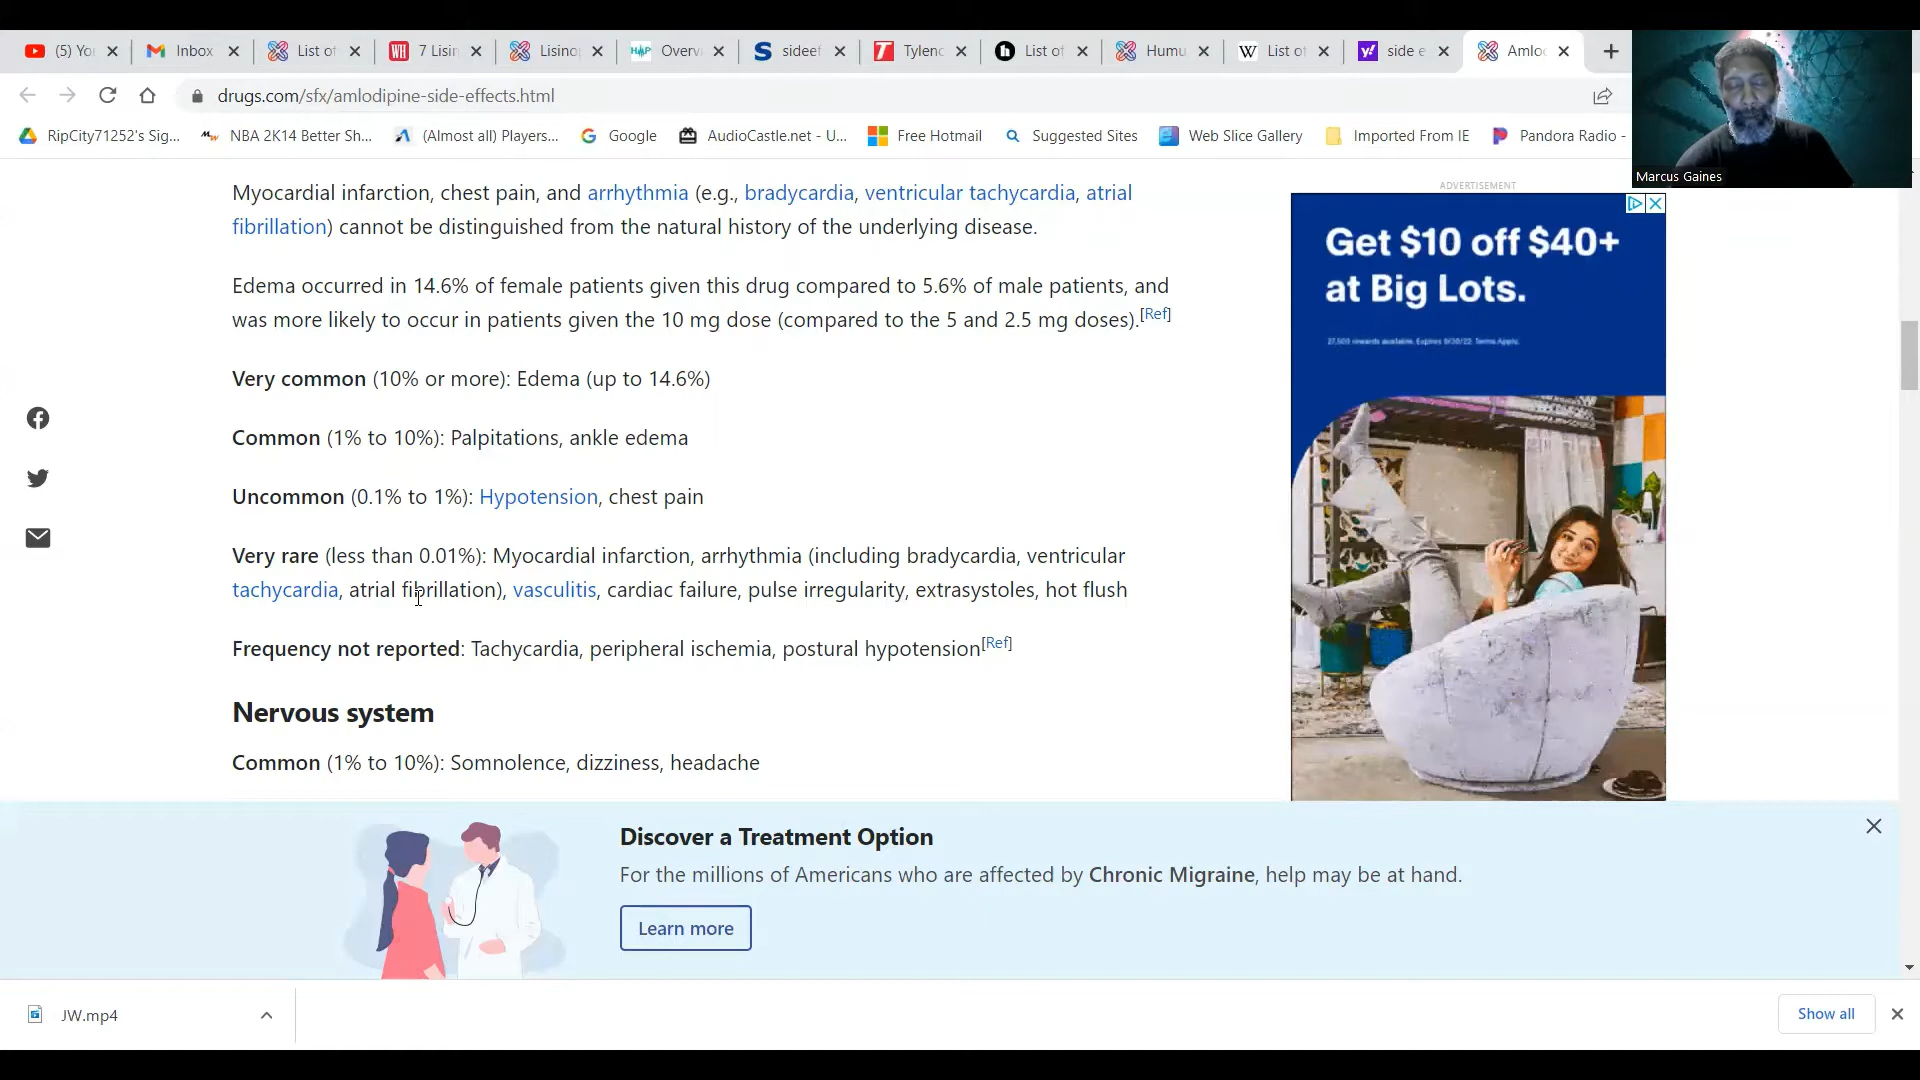 (5) Yo
Inbox
List of
7 Lisin
Lisino
H&P
Overv
S
sideef
T
Tylenc
h
List of
Humu
W
List of
y!
side e
Amlod
drugs.com/sfx/amlodipine-side-effects.html
RipCity71252's Sig...
NBA 2K14 Better Sh...
(Almost all) Players...
Google
AudioCastle.net - U...
Free Hotmail
Suggested Sites
Web Slice Gallery
Imported From IE
Pandora Radio -
Marcus Gaines
Myocardial infarction, chest pain, and arrhythmia (e.g., bradycardia, ventricular tachycardia, atrial
fibrillation) cannot be distinguished from the natural history of the underlying disease.
Edema occurred in 14.6% of female patients given this drug compared to 5.6% of male patients, and
was more likely to occur in patients given the 10 mg dose (compared to the 5 and 2.5 mg doses).[Ref]
Very common (10% or more): Edema (up to 14.6%)
Common (1% to 10%): Palpitations, ankle edema
Uncommon (0.1% to 1%): Hypotension, chest pain
Very rare (less than 0.01%): Myocardial infarction, arrhythmia (including bradycardia, ventricular
tachycardia, atrial fibrillation), vasculitis, cardiac failure, pulse irregularity, extrasystoles, hot flush
Frequency not reported: Tachycardia, peripheral ischemia, postural hypotension[Ref]
Nervous system
Common (1% to 10%): Somnolence, dizziness, headache
ADVERTISEMENT
Get $10 off $40+
at Big Lots.
27,509 rewards available. Expires 9/30/22. Terms Apply.
Discover a Treatment Option
For the millions of Americans who are affected by Chronic Migraine, help may be at hand.
Learn more
JW.mp4
Show all